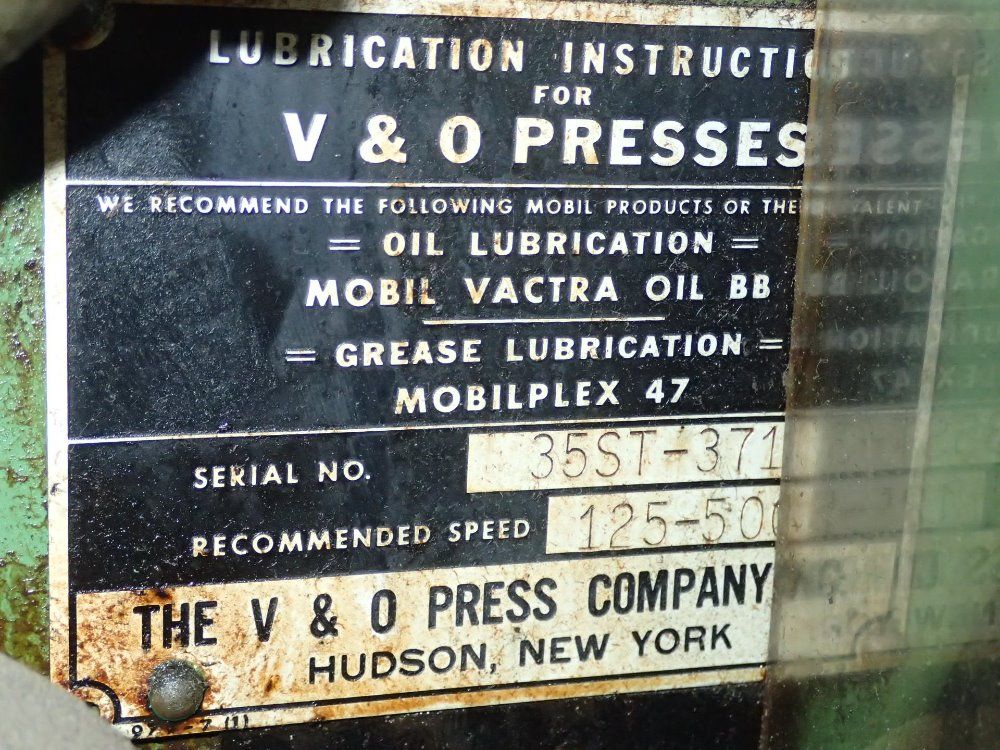 LUBRICATION INSTRUCTI
FOR
V & O PRESSES
WE RECOMMEND THE FOLLOWING MOBIL PRODUCTS OR THE
= OIL LUBRICATION =
MOBIL VACTRA OIL BB
= GREASE LUBRICATION =
MOBILPLEX 47
SERIAL NO. 35ST-371
RECOMMENDED SPEED 125-500
THE V & O PRESS COMPANY
HUDSON, NEW YORK